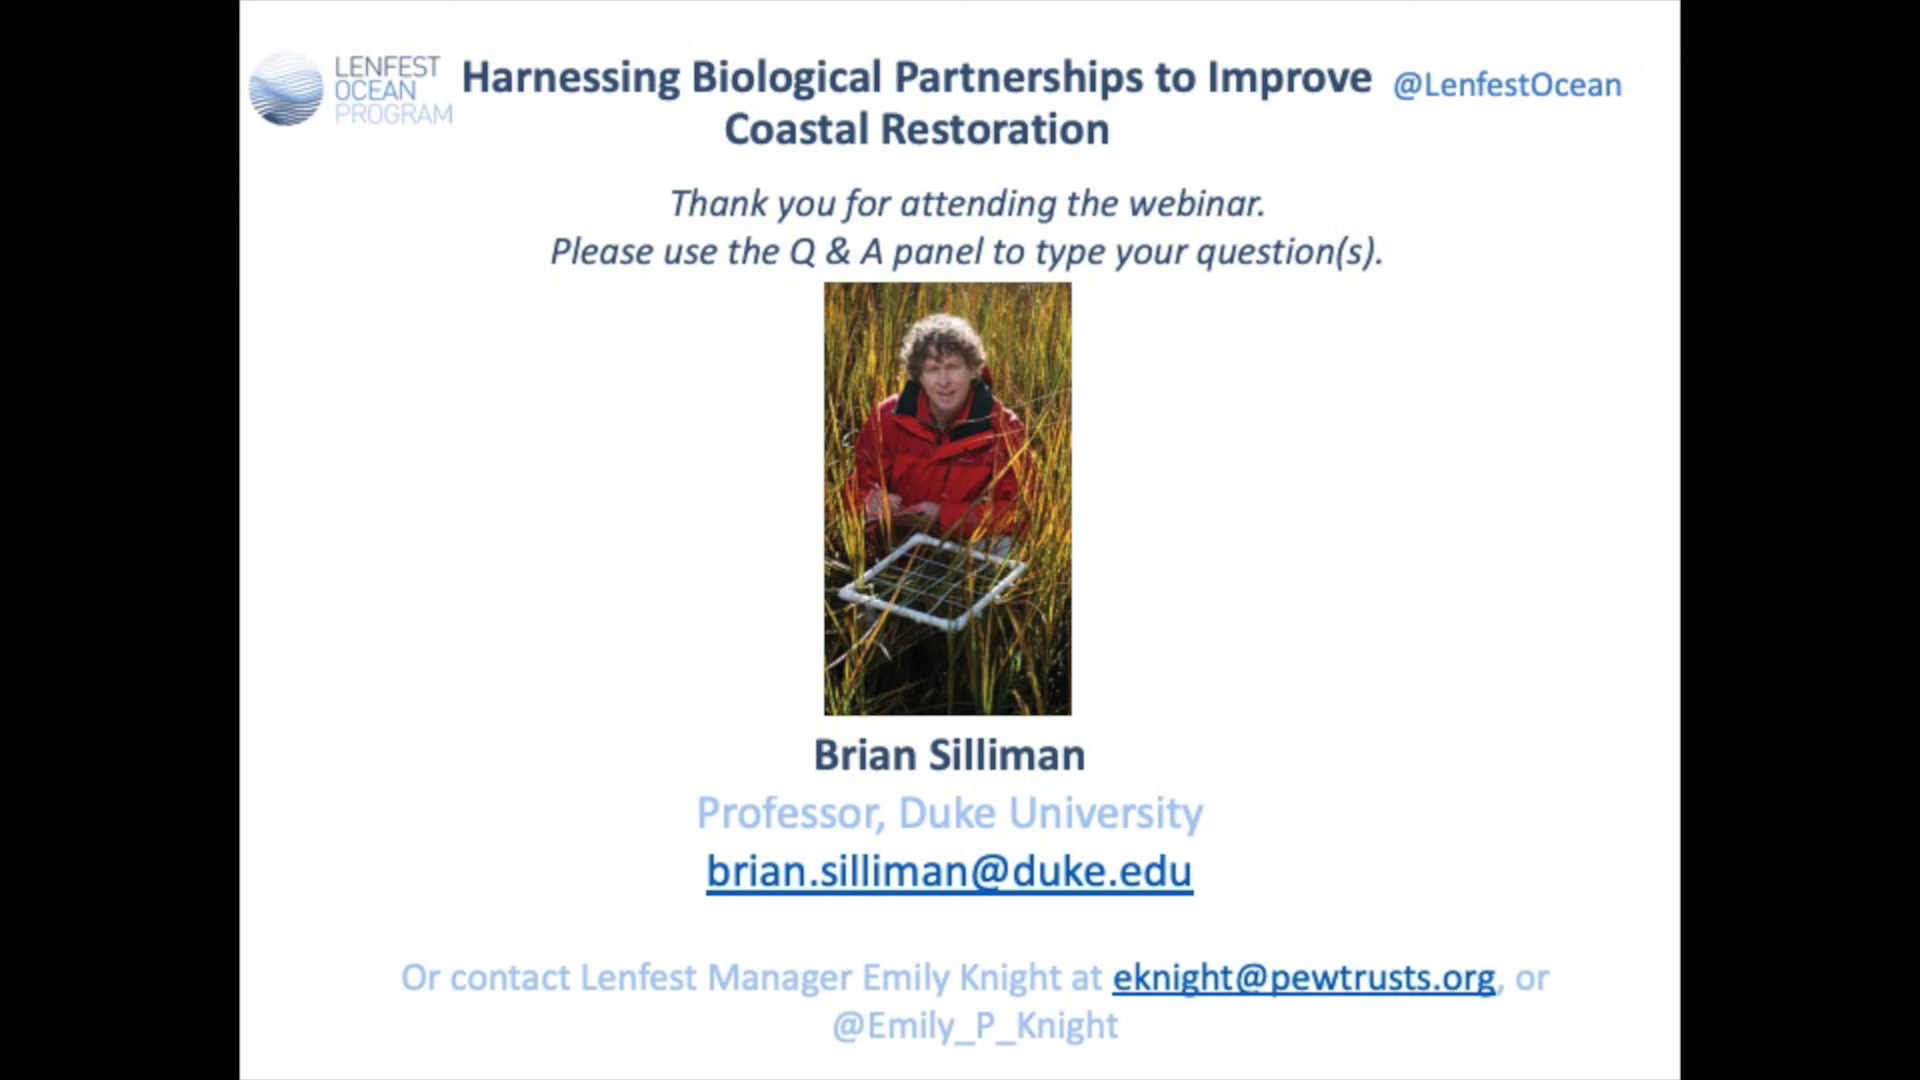 LENFEST
OCEAN
PROGRAM
Harnessing Biological Partnerships to Improve
Coastal Restoration
@LenfestOcean
Thank you for attending the webinar.
Please use the Q & A panel to type your question(s).
Brian Silliman
Professor, Duke University
brian.silliman@duke.edu
Or contact Lenfest Manager Emily Knight at eknight@pewtrusts.org, or
@Emily_P_Knight